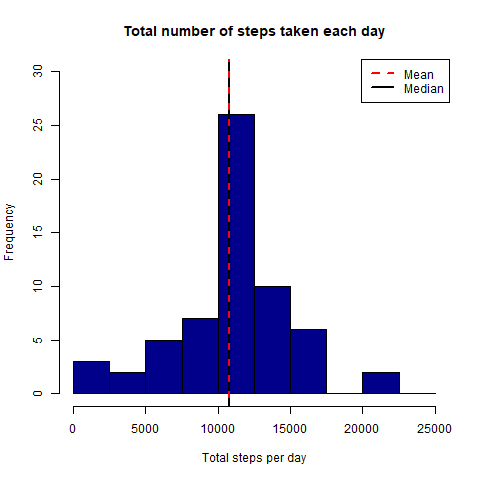 Total number of steps taken each day
Mean
Median
Frequency
30
25
20
15
10
5
0
0 5000 10000 15000 20000 25000
Total steps per day